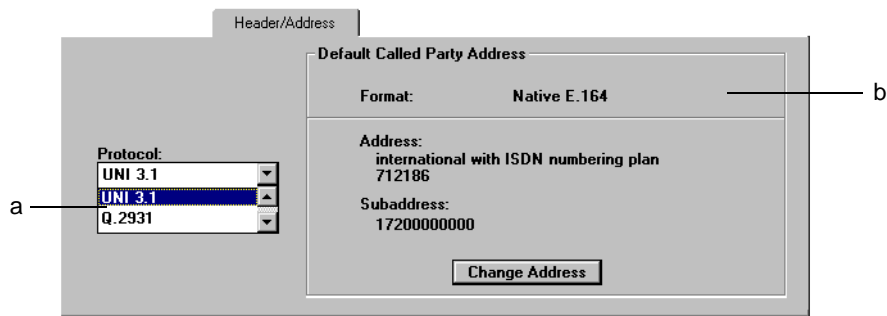 Header/Address
Default Called Party Address
Format: Native E.164
b
Protocol:
UNI 3.1
UNI 3.1
Q.2931
a
Address:
international with ISDN numbering plan
712186
Subaddress:
17200000000
Change Address